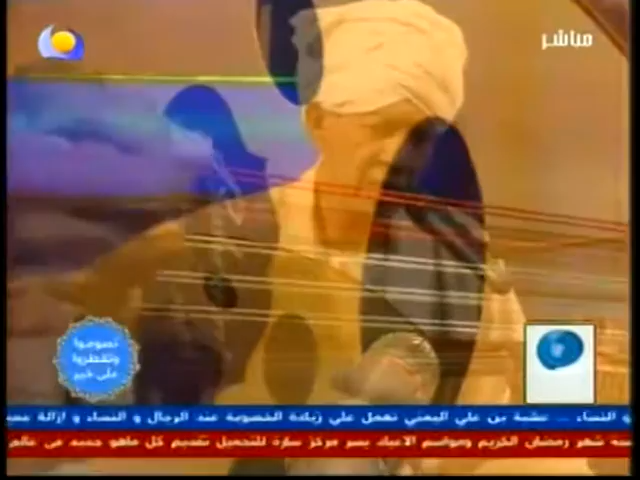 مباشر
تصوموا
وتفطروا
على خير
و النساء ... عشبة بن علي اليمني تعمل علي زيادة الخصوبة عند الرجال و النساء و ازالة
شهر رمضان الكريم ومواسم الاعياد يسر مركز سارة للتجميل تقديم كل ماهو جديد فى عالم